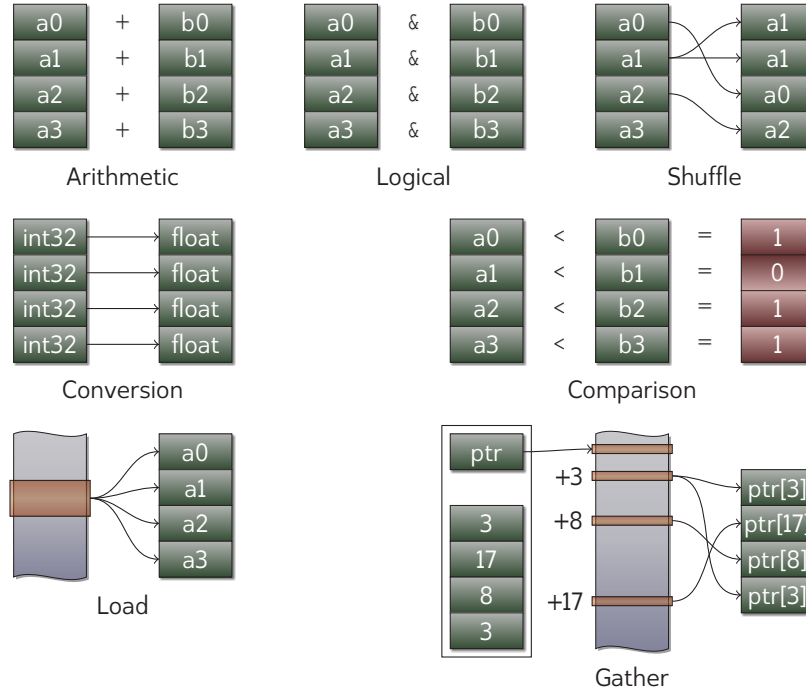 a0 + b0
a1 + b1
a2 + b2
a3 + b3
Arithmetic
a0 & b0
a1 & b1
a2 & b2
a3 & b3
Logical
a0 a1
a1 a1
a2 a0
a3 a2
Shuffle
int32 float
int32 float
int32 float
int32 float
Conversion
a0 < b0 = 1
a1 < b1 = 0
a2 < b2 = 1
a3 < b3 = 1
Comparison
a0
a1
a2
a3
Load
ptr
3
17
8
3
+3
+8
+17
ptr[3]
ptr[17]
ptr[8]
ptr[3]
Gather